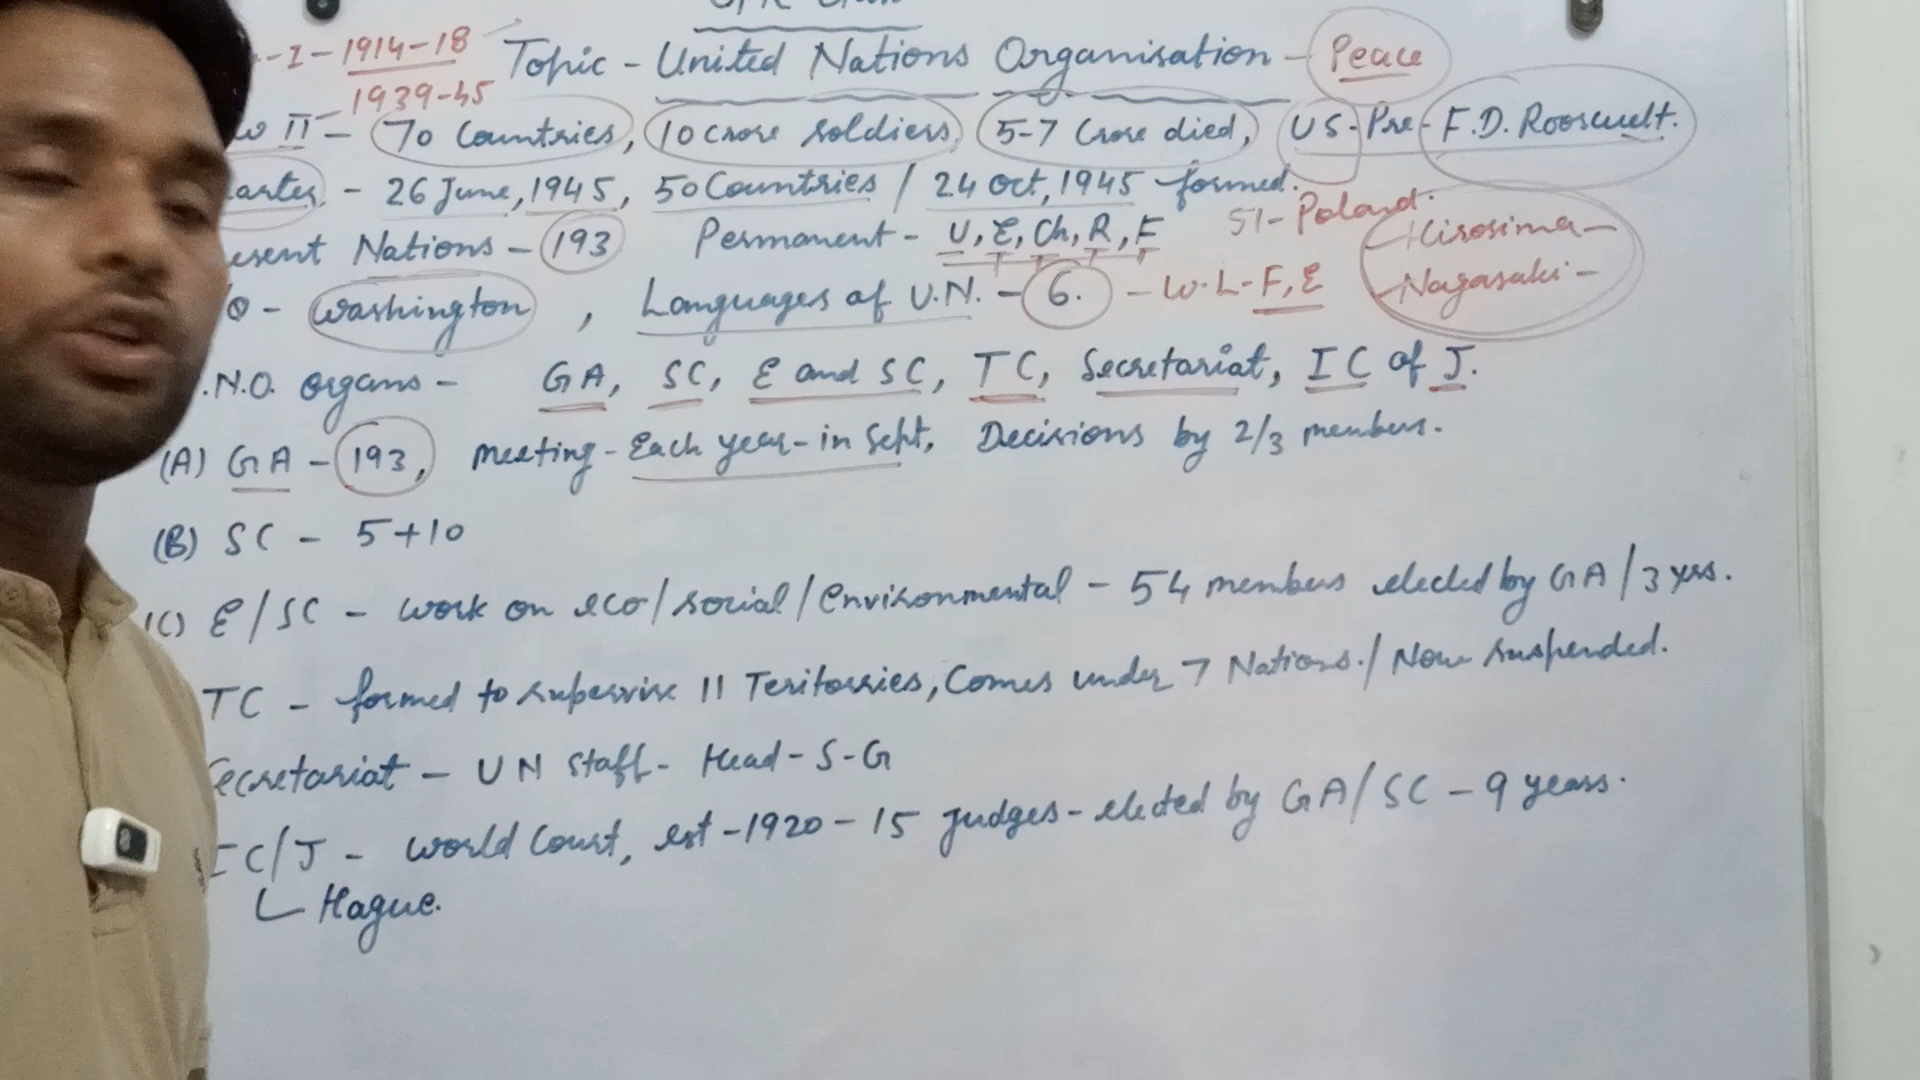 -I-1914-18
1939-45
Topic - United Nations Organisation - Peace
II - 70 Countries, 10 crore soldiers, 5-7 Crore died, US-Pre-F.D. Rooseuelt.
arter - 26 June, 1945, 50 Countries / 24 Oct, 1945 formed.
51-Poland.
esent Nations - 193 Permanent - U, E, Ch, R, F
Hirosima -
Q - Washington, Languages of U.N. - 6. - W.L-F,E
Nagasaki -
.N.O. organs - GA, SC, E and SC, TC, Secretariat, IC of J.
(A) GA - 193, meeting - Each year - in Sept, Decisions by 2/3 members.
(B) SC - 5+10
(C) E/SC - work on eco/social/environmental - 54 members elected by GA/3 yrs.
TC - formed to supervise 11 Teritorries, Comes under 7 Nations./ Now suspended.
ecretariat - UN Staff - Head - S-G
IC/J - World Court, est - 1920 - 15 judges - elected by GA/SC - 9 years.
Hague.